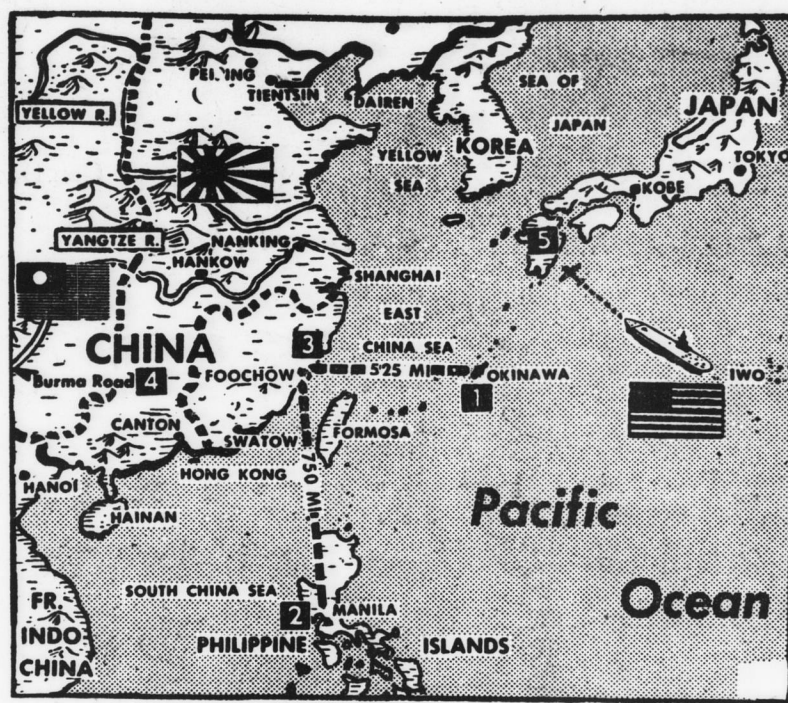 PEI.ING
TIENTSIN
DAIREN
SEA OF
JAPAN
JAPAN
YELLOW R.
YELLOW
SEA
KOREA
TOKYO
KOBE
YANGTZE R.
NANKING
HANKOW
5
SHANGHAI
EAST
CHINA SEA
CHINA
3
525 MI
OKINAWA
IWO
Burma Road
4
FOOCHOW
1
CANTON
SWATOW
FORMOSA
HONG KONG
750 MI.
HANOI
HAINAN
Pacific
Ocean
SOUTH CHINA SEA
FR.
INDO
CHINA
2
MANILA
PHILIPPINE
ISLANDS